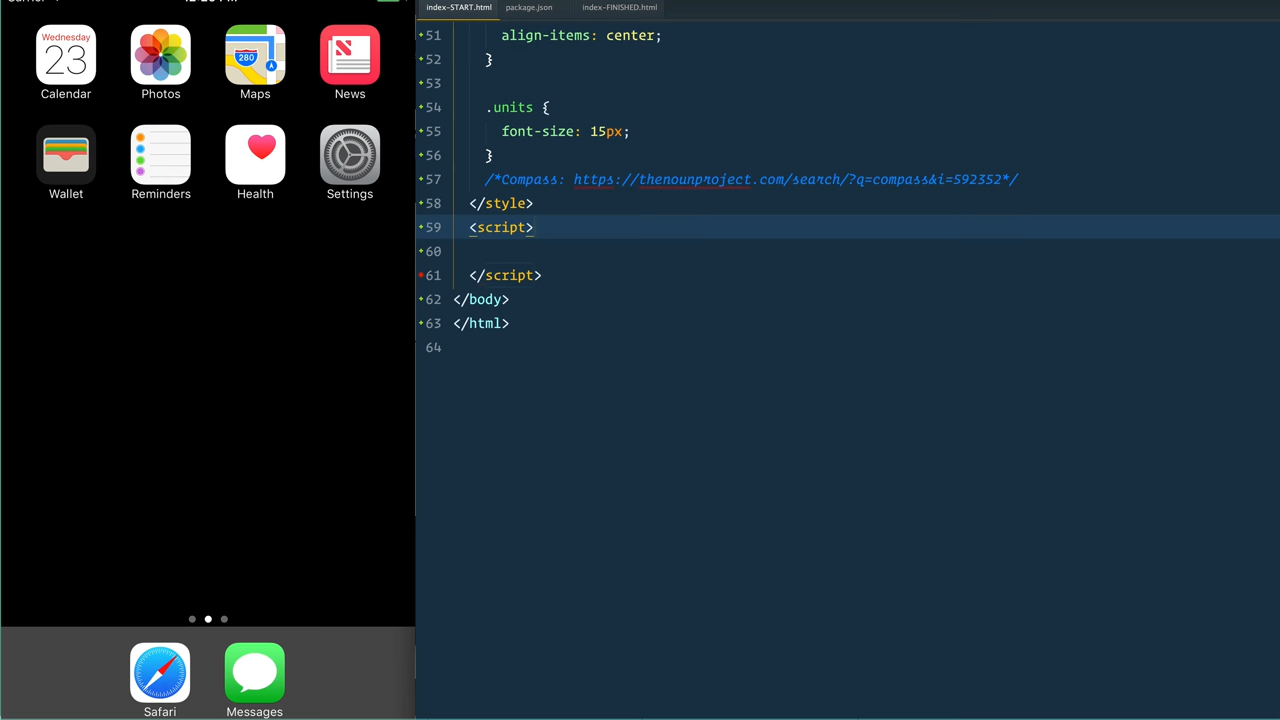 Wednesday
23
280
Calendar
Photos
Maps
News
Wallet
Reminders
Health
Settings
Safari
Messages
index-START.html
package.json
index-FINISHED.html
51 align-items: center;
52 }
53
54 .units {
55 font-size: 15px;
56 }
57 /*Compass: https://thenounproject.com/search/?q=compass&i=592352*/
58 </style>
59 <script>
60
61 </script>
62 </body>
63 </html>
64